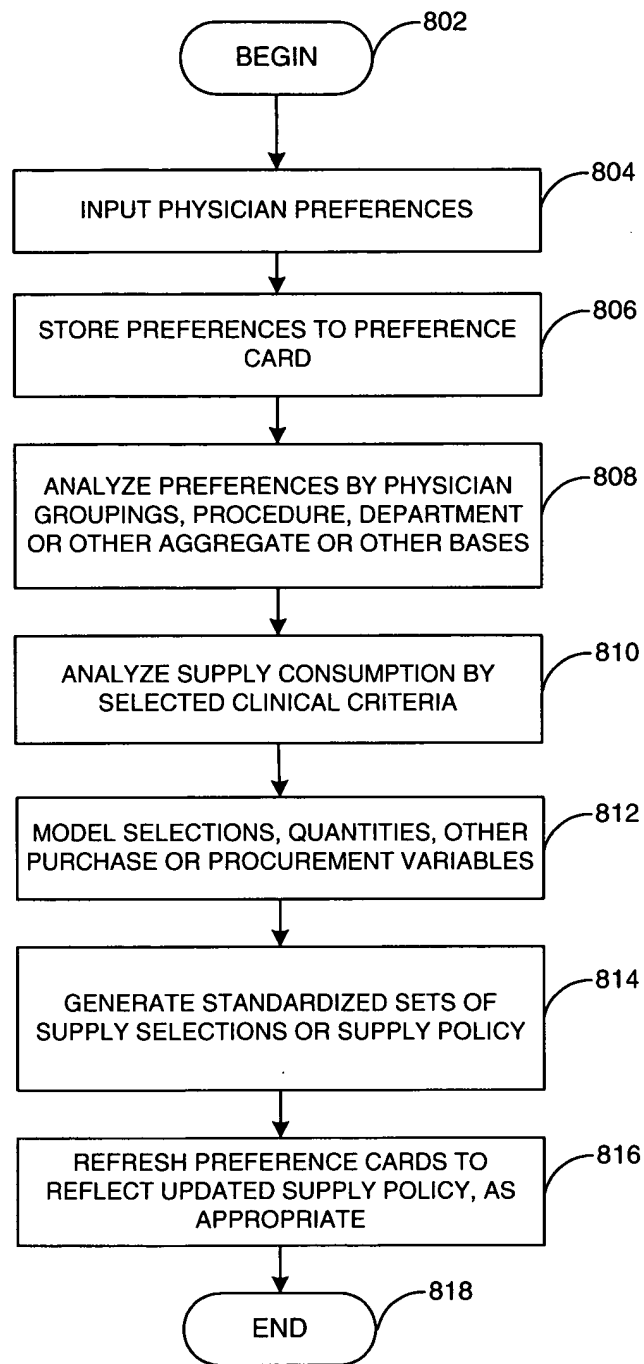 802
BEGIN
804
INPUT PHYSICIAN PREFERENCES
806
STORE PREFERENCES TO PREFERENCE
CARD
808
ANALYZE PREFERENCES BY PHYSICIAN
GROUPINGS, PROCEDURE, DEPARTMENT
OR OTHER AGGREGATE OR OTHER BASES
810
ANALYZE SUPPLY CONSUMPTION BY
SELECTED CLINICAL CRITERIA
812
MODEL SELECTIONS, QUANTITIES, OTHER
PURCHASE OR PROCUREMENT VARIABLES
814
GENERATE STANDARDIZED SETS OF
SUPPLY SELECTIONS OR SUPPLY POLICY
816
REFRESH PREFERENCE CARDS TO
REFLECT UPDATED SUPPLY POLICY, AS
APPROPRIATE
818
END